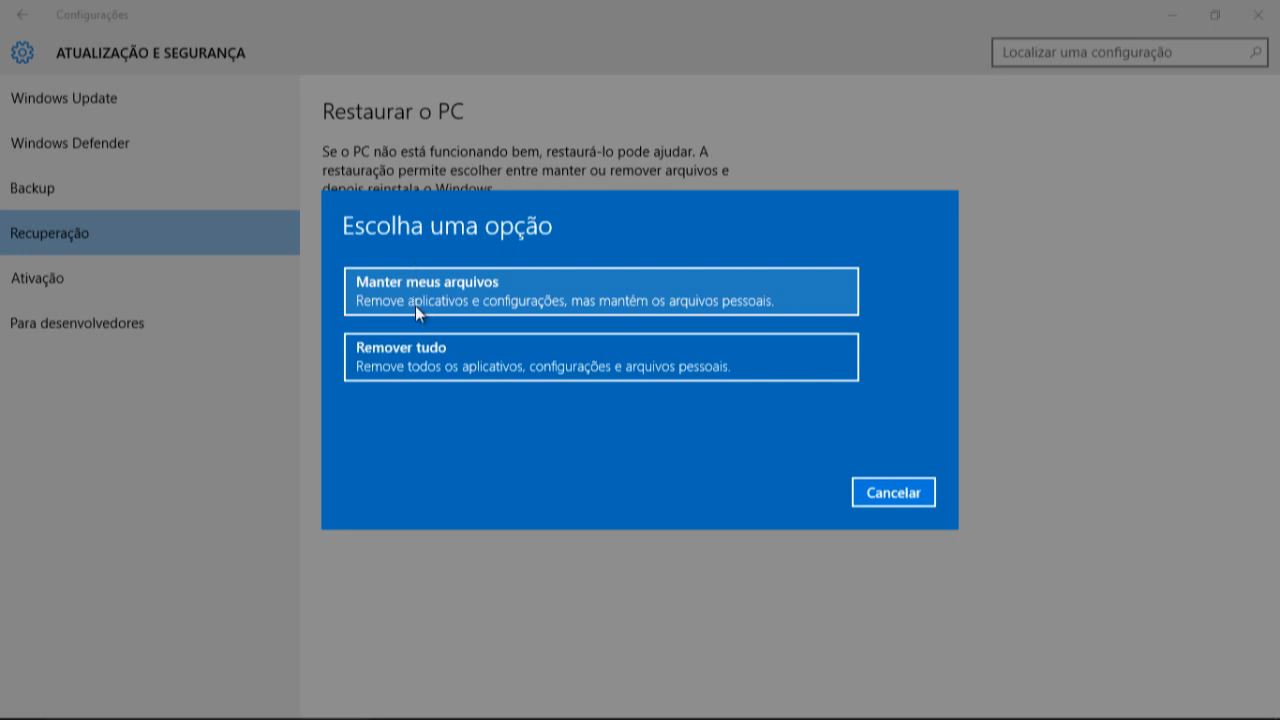 Configurações
ATUALIZAÇÃO E SEGURANÇA
Localizar uma configuração
Windows Update
Windows Defender
Backup
Recuperação
Ativação
Para desenvolvedores
Restaurar o PC
Se o PC não está funcionando bem, restaurá-lo pode ajudar. A
restauração permite escolher entre manter ou remover arquivos e
depois reinstala o Windows.
Escolha uma opção
Manter meus arquivos
Remove aplicativos e configurações, mas mantém os arquivos pessoais.
Remover tudo
Remove todos os aplicativos, configurações e arquivos pessoais.
Cancelar